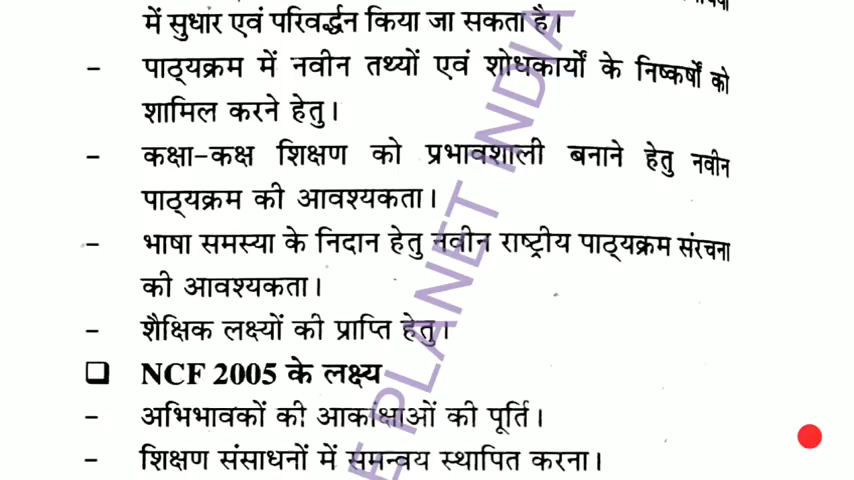 में सुधार एवं परिवर्द्धन किया जा सकता है।
- पाठ्यक्रम में नवीन तथ्यों एवं शोधकार्यों के निष्कर्षों को
शामिल करने हेतु।
- कक्षा-कक्ष शिक्षण को प्रभावशाली बनाने हेतु नवीन
पाठ्यक्रम की आवश्यकता।
- भाषा समस्या के निदान हेतु नवीन राष्ट्रीय पाठ्यक्रम संरचना
की आवश्यकता।
- शैक्षिक लक्ष्यों की प्राप्ति हेतु।
❑ NCF 2005 के लक्ष्य
- अभिभावकों की आकांक्षाओं की पूर्ति।
- शिक्षण संसाधनों में समन्वय स्थापित करना।
PLANET INDIA